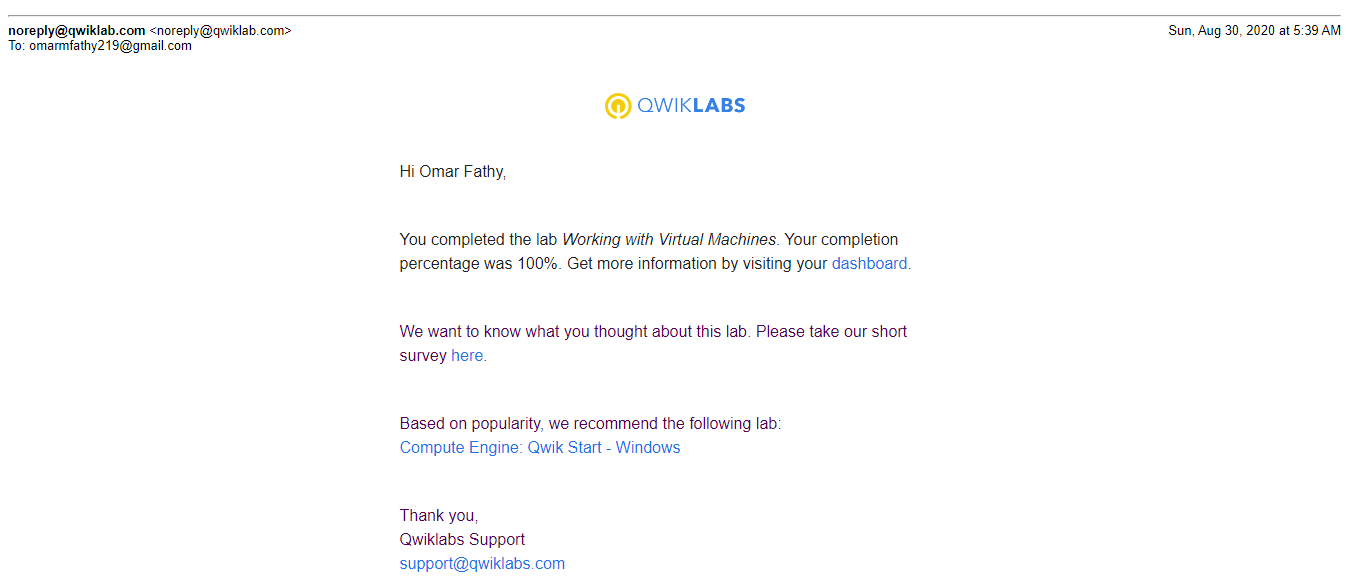 noreply@qwiklab.com <noreply@qwiklab.com> Sun, Aug 30, 2020 at 5:39 AM
To: omarmfathy219@gmail.com
QWIKLABS
Hi Omar Fathy,
You completed the lab Working with Virtual Machines. Your completion
percentage was 100%. Get more information by visiting your dashboard.
We want to know what you thought about this lab. Please take our short
survey here.
Based on popularity, we recommend the following lab:
Compute Engine: Qwik Start - Windows
Thank you,
Qwiklabs Support
support@qwiklabs.com